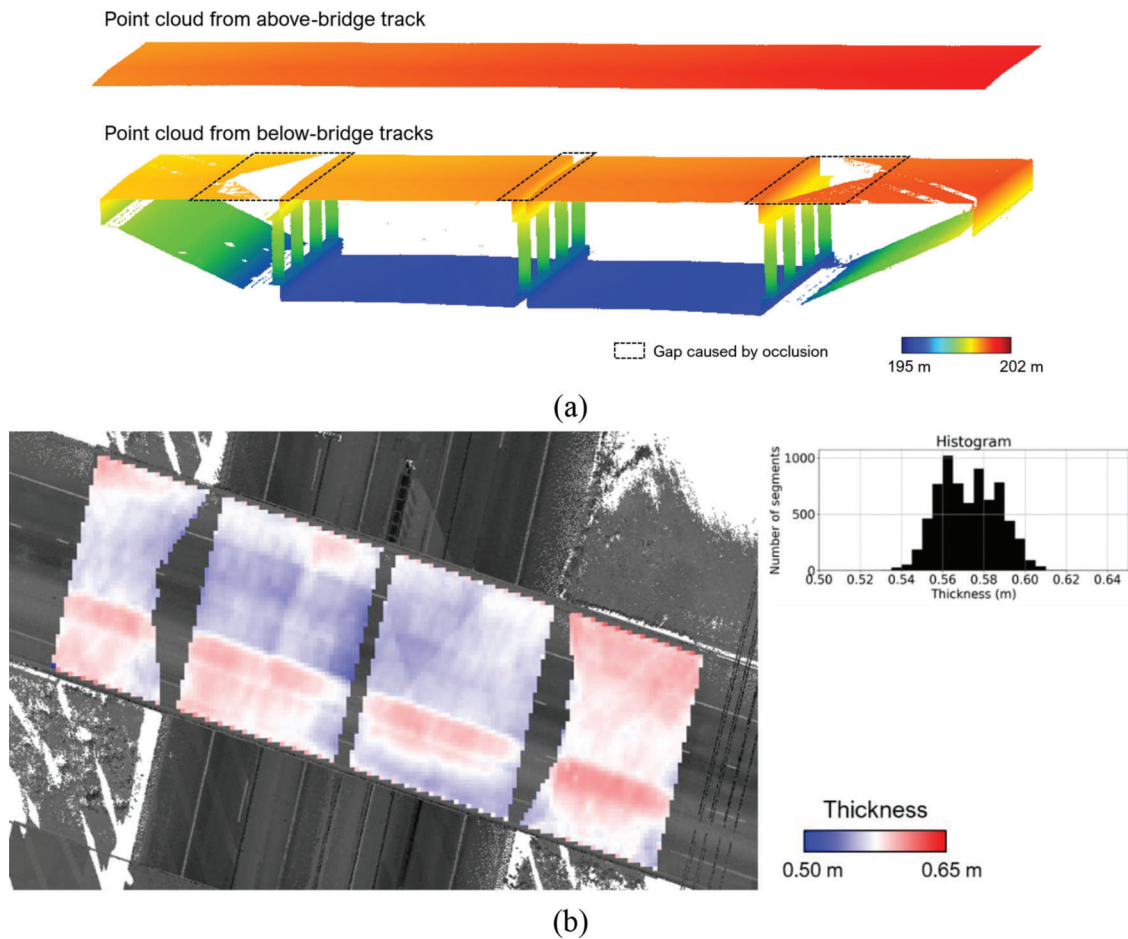 Point cloud from above-bridge track
Point cloud from below-bridge tracks
Gap caused by occlusion
195 m 202 m
(a)
Histogram
Number of segments
1000
500
0
0.50 0.52 0.54 0.56 0.58 0.60 0.62 0.64
Thickness (m)
Thickness
0.50 m 0.65 m
(b)